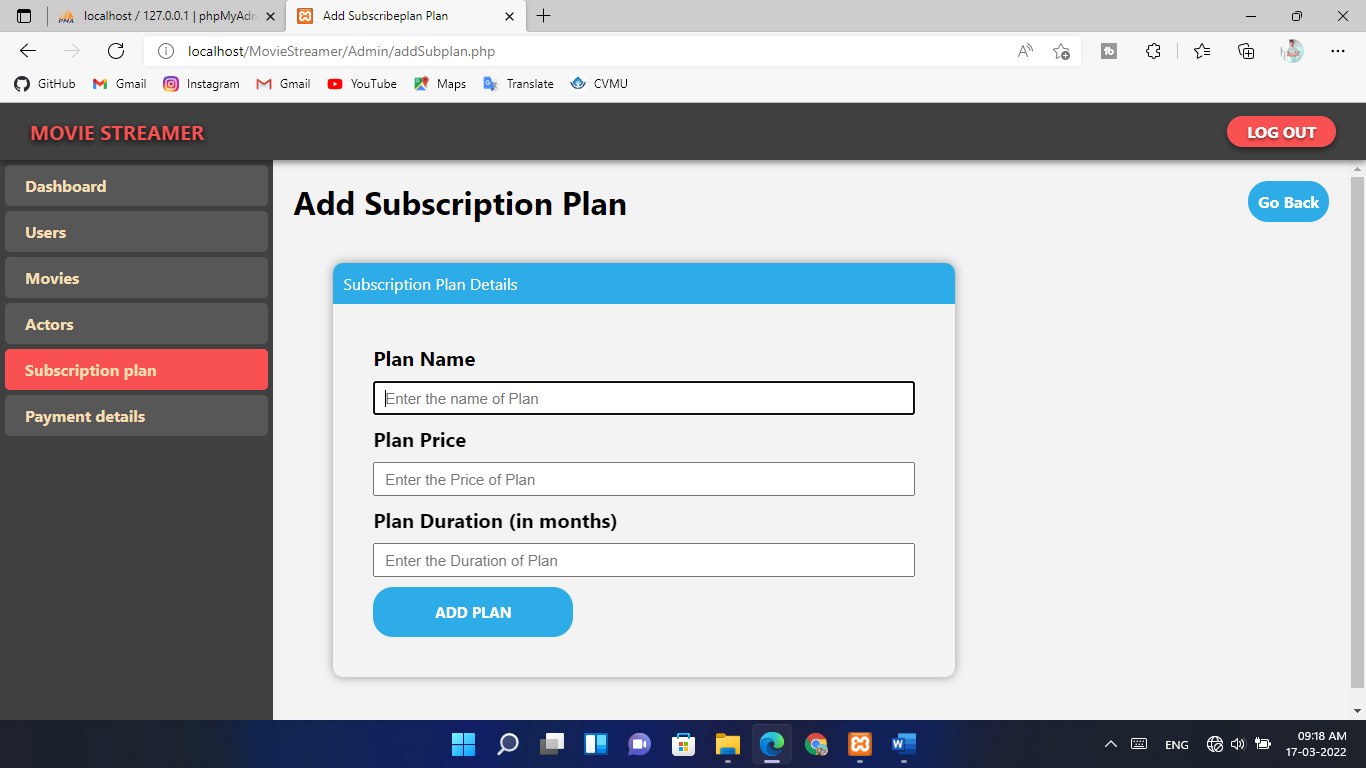 localhost / 127.0.0.1 | phpMyAdm
Add Subscribeplan Plan
localhost/MovieStreamer/Admin/addSubplan.php
GitHub
Gmail
Instagram
Gmail
YouTube
Maps
Translate
CVMU
MOVIE STREAMER
LOG OUT
Dashboard
Users
Movies
Actors
Subscription plan
Payment details
Add Subscription Plan
Go Back
Subscription Plan Details
Plan Name
Enter the name of Plan
Plan Price
Enter the Price of Plan
Plan Duration (in months)
Enter the Duration of Plan
ADD PLAN
ENG
09:18 AM
17-03-2022